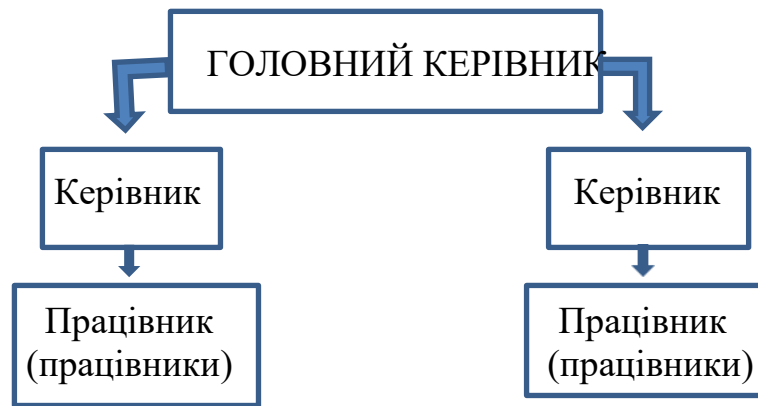 ГОЛОВНИЙ КЕРІВНИК
Керівник
Керівник
Працівник
(працівники)
Працівник
(працівники)